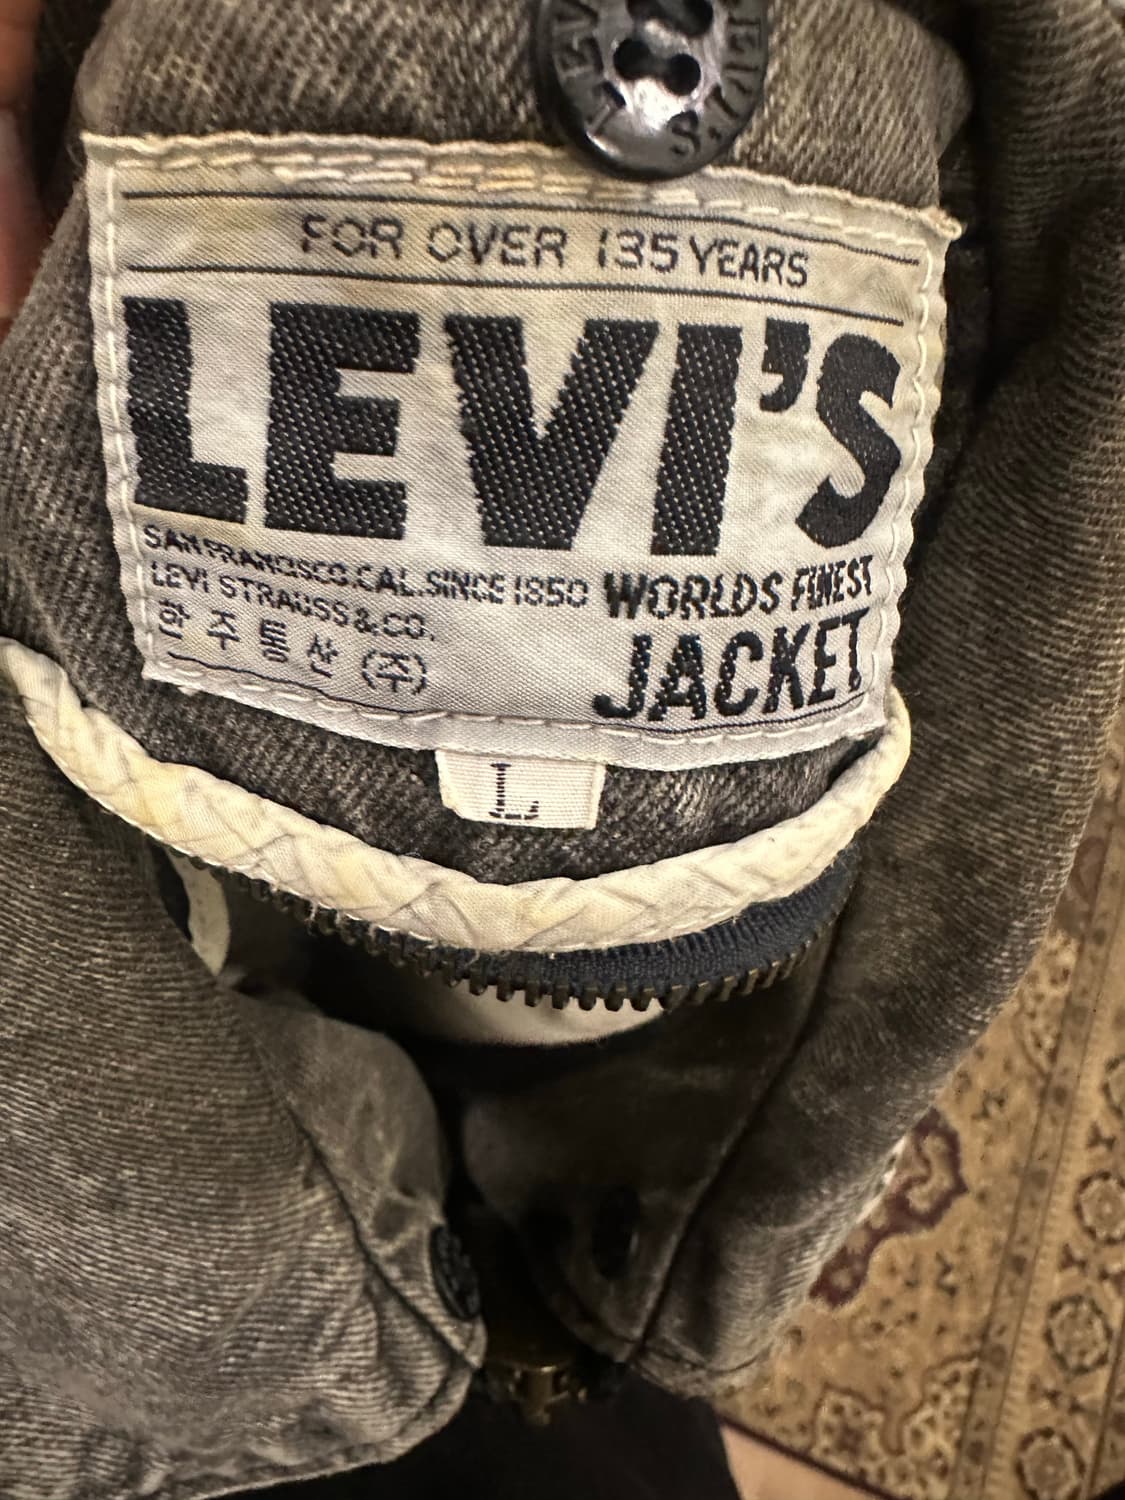 LEVI S.
FOR OVER 135 YEARS
LEVI'S
SAN FRANCISCO.CAL.SINCE 1850
LEVI STRAUSS & CO.
한주통산(주)
WORLDS FINEST
JACKET
L